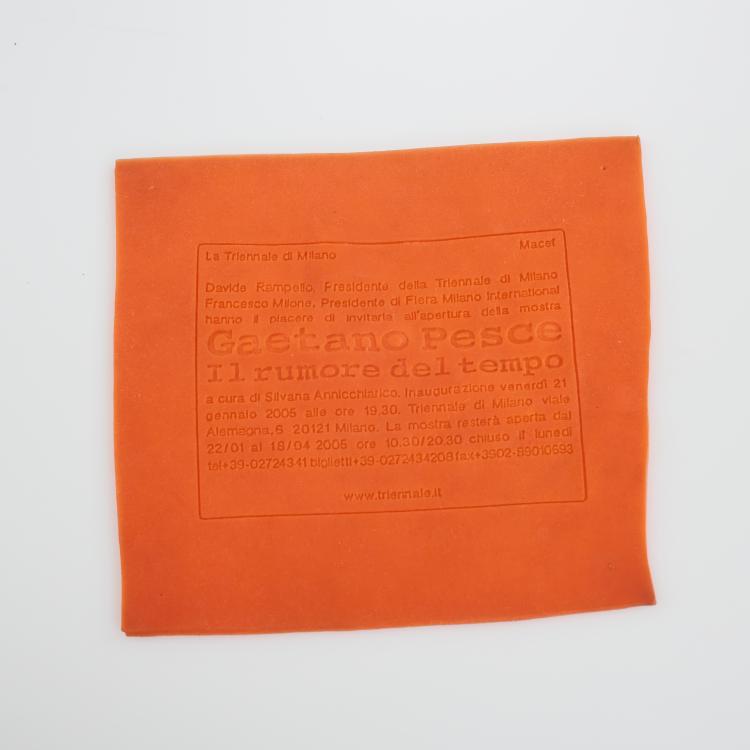 La Triennale di Milano Macef
Davide Rampello, Presidente della Triennale di Milano
Francesco Milone, Presidente di Fiera Milano International
hanno il piacere di invitarla all'apertura della mostra
Gaetano Pesce
Il rumore del tempo
a cura di Silvana Annicchiarico. Inaugurazione venerdì 21
gennaio 2005 alle ore 19,30. Triennale di Milano viale
Alemagna,6 20121 Milano. La mostra resterà aperta dal
22/01 al 18/04 2005 ore 10,30/20,30 chiuso il lunedì
tel+39-02724341 biglietti+39-0272434208 fax+3902-89010693
www.triennale.it